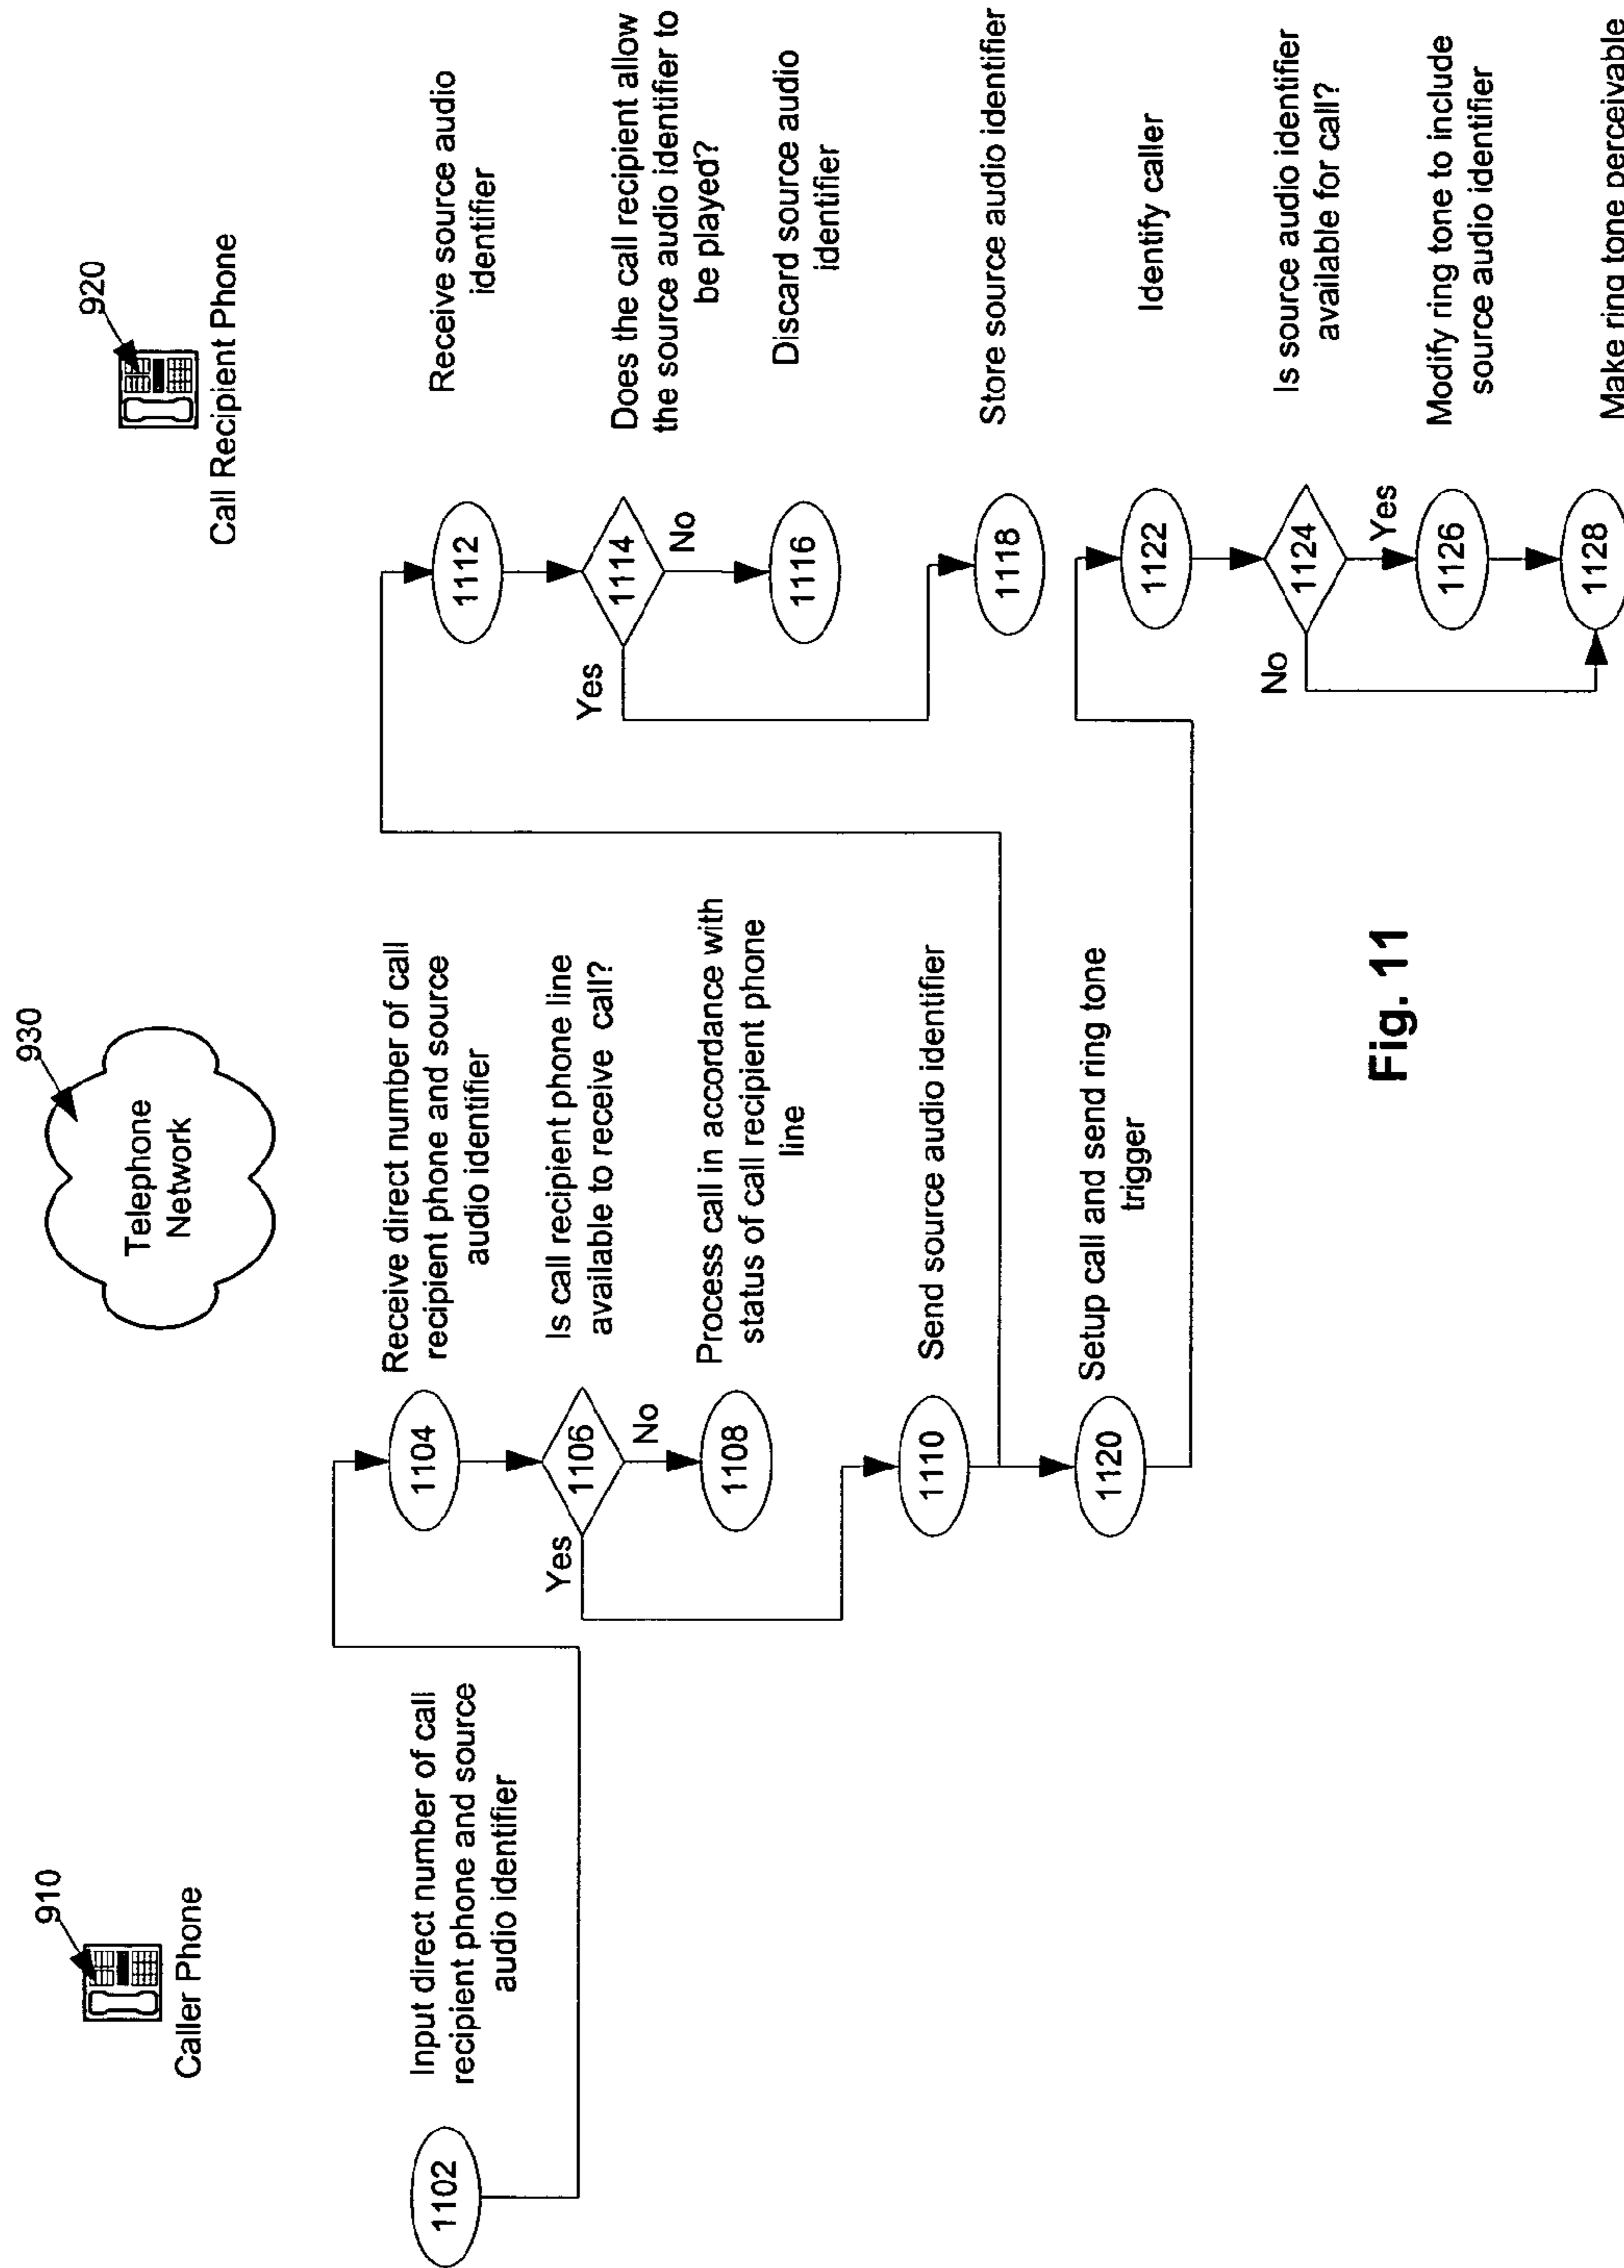 910
Caller Phone
930
Telephone
Network
920
Call Recipient Phone
1102
Input direct number of call
recipient phone and source
audio identifier
1104
Receive direct number of call
recipient phone and source
audio identifier
1106
Is call recipient phone line
available to receive call?
Yes
No
1108
Process call in accordance with
status of call recipient phone
line
1110
Send source audio identifier
1120
Setup call and send ring tone
trigger
1112
Receive source audio
identifier
1114
Does the call recipient allow
the source audio identifier to
be played?
Yes
No
1116
Discard source audio
identifier
1118
Store source audio identifier
1122
Identify caller
1124
Is source audio identifier
available for call?
No
Yes
1126
Modify ring tone to include
source audio identifier
1128
Make ring tone perceivable
Fig. 11